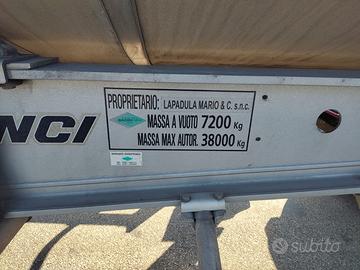 PROPRIETARIO: LAPADULA MARIO & C. s.n.c.
MASSA A VUOTO 7200 Kg
MASSA MAX AUTOR. 38000 Kg
NCI
subito